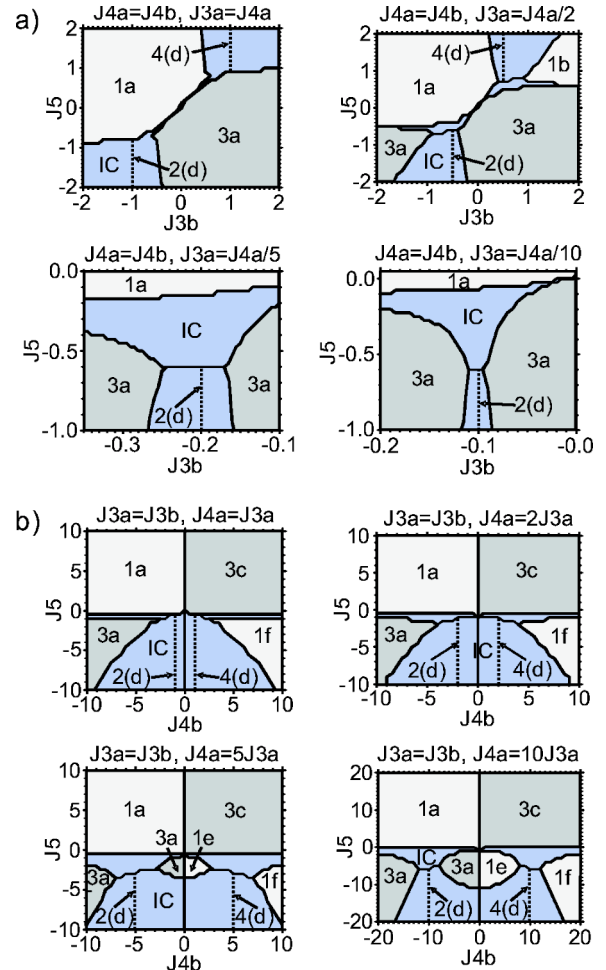 a)
J4a=J4b, J3a=J4a
J4a=J4b, J3a=J4a/2
2
1
0
-1
-2
J5
1a
4(d)
3a
IC
2(d)
-2 -1 0 1 2
J3b
2
1
0
-1
-2
J5
1a
4(d)
1b
3a
3a
IC
2(d)
-2 -1 0 1 2
J3b
J4a=J4b, J3a=J4a/5
J4a=J4b, J3a=J4a/10
0.0
-0.5
-1.0
J5
1a
IC
3a
3a
2(d)
-0.3 -0.2 -0.1
J3b
0.0
-0.5
-1.0
J5
1a
IC
3a
3a
2(d)
-0.2 -0.1 -0.0
J3b
b)
J3a=J3b, J4a=J3a
J3a=J3b, J4a=2J3a
10
5
0
-5
-10
J5
1a
3c
3a
IC
1f
2(d)
4(d)
-10 -5 0 5 10
J4b
10
5
0
-5
-10
J5
1a
3c
3a
IC
1f
2(d)
4(d)
-10 -5 0 5 10
J4b
J3a=J3b, J4a=5J3a
J3a=J3b, J4a=10J3a
10
5
0
-5
-10
J5
1a
3c
3a
1e
3a
1f
IC
2(d)
4(d)
-10 -5 0 5 10
J4b
20
10
0
-10
-20
J5
1a
3c
IC
3a
3a
1e
1f
2(d)
4(d)
-20 -10 0 10 20
J4b